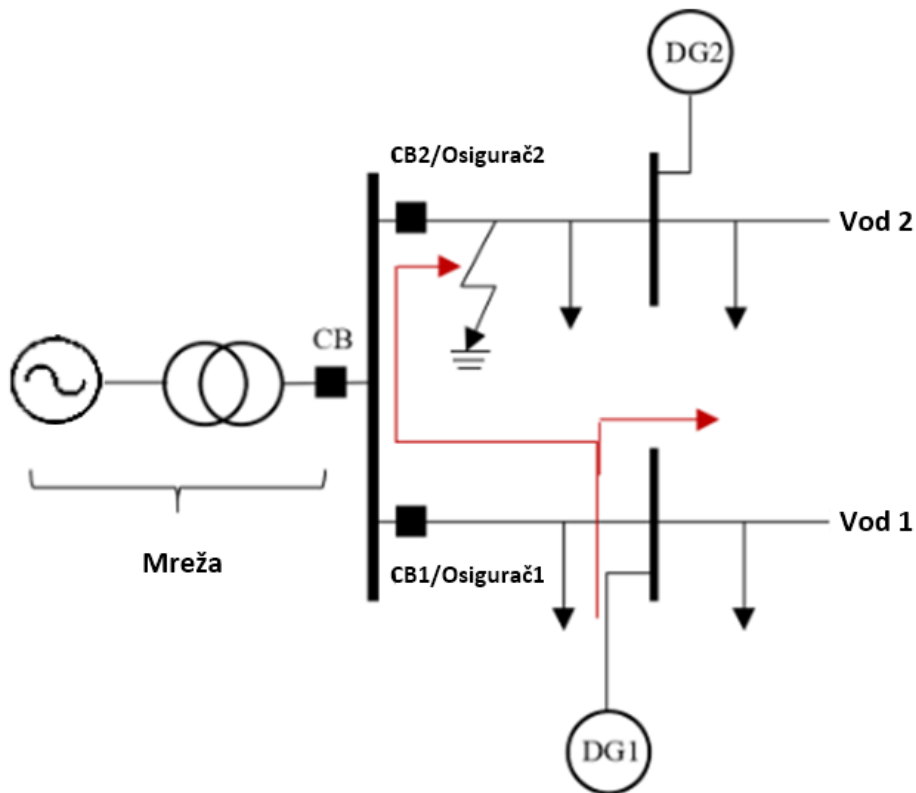 DG2
CB2/Osigurač2
Vod 2
CB
Mreža
Vod 1
CB1/Osigurač1
DG1